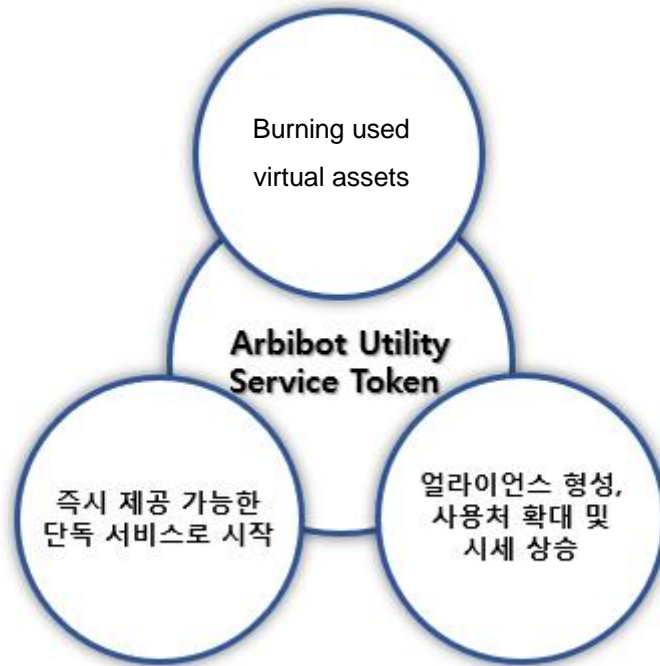 Burning used
virtual assets
Arbibot Utility
Service Token
즉시 제공 가능한
단독 서비스로 시작
얼라이언스 형성,
사용처 확대 및
시세 상승